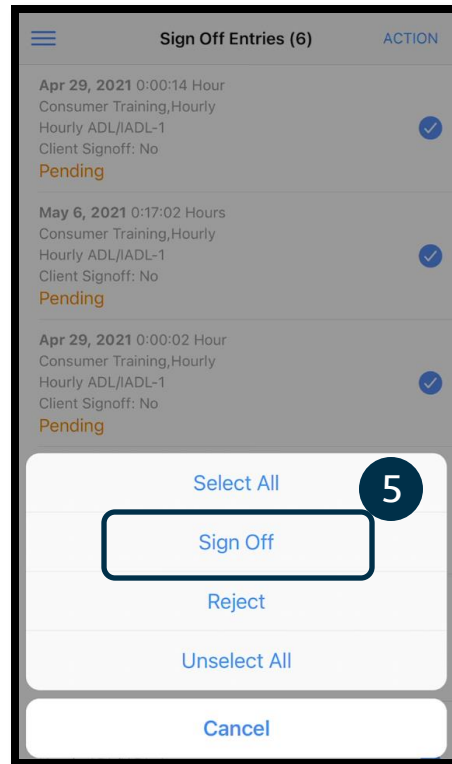 Sign Off Entries (6) ACTION
Apr 29, 2021 0:00:14 Hour
Consumer Training,Hourly
Hourly ADL/IADL-1
Client Signoff: No
Pending
May 6, 2021 0:17:02 Hours
Consumer Training,Hourly
Hourly ADL/IADL-1
Client Signoff: No
Pending
Apr 29, 2021 0:00:02 Hour
Consumer Training,Hourly
Hourly ADL/IADL-1
Client Signoff: No
Pending
Select All
5
Sign Off
Reject
Unselect All
Cancel